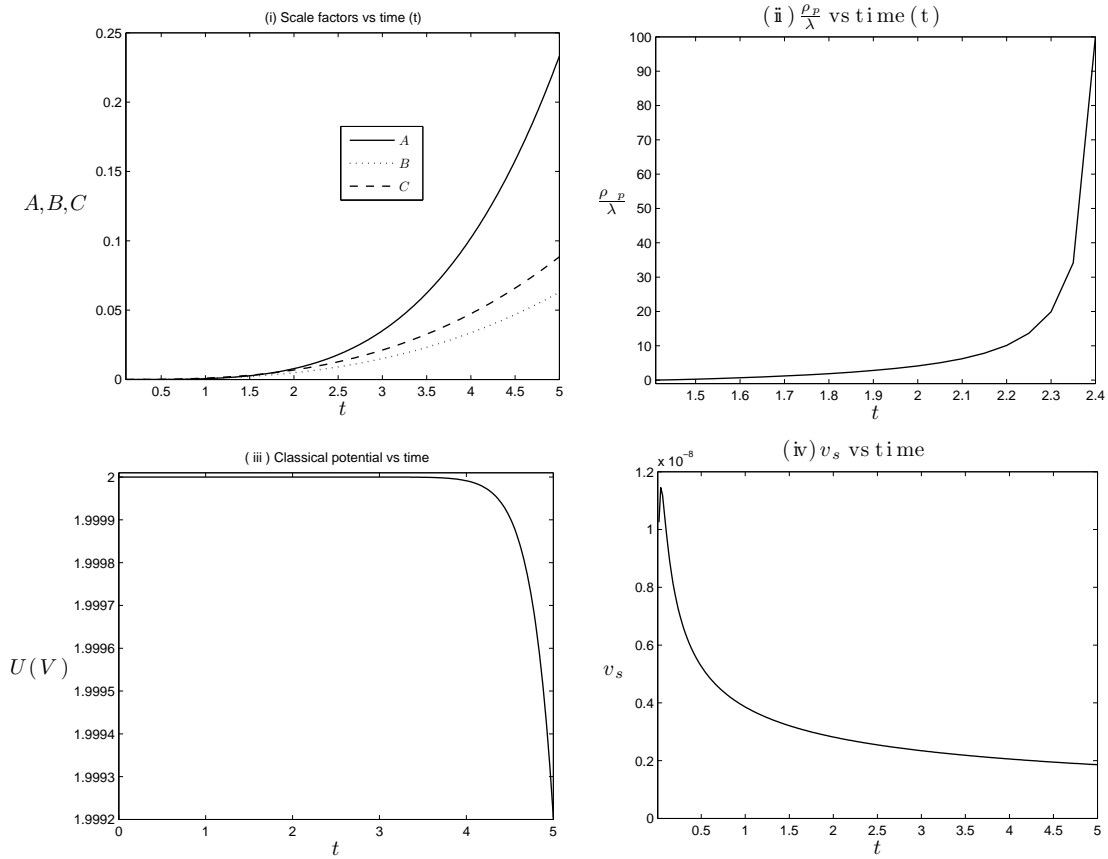 (i) Scale factors vs time (t)
0.25
0.2
0.15
0.1
0.05
0
A,B,C
A
B
C
0.5 1 1.5 2 2.5 3 3.5 4 4.5 5
t
(ii) ρp/λ vs time (t)
100
90
80
70
60
50
40
30
20
10
0
ρp/λ
1.5 1.6 1.7 1.8 1.9 2 2.1 2.2 2.3 2.4
t
(iii) Classical potential vs time
2
1.9999
1.9998
1.9997
1.9996
1.9995
1.9994
1.9993
1.9992
U(V)
0 1 2 3 4 5
t
(iv) vs vs time
x 10^-8
1.2
1
0.8
0.6
0.4
0.2
0
vs
0.5 1 1.5 2 2.5 3 3.5 4 4.5 5
t